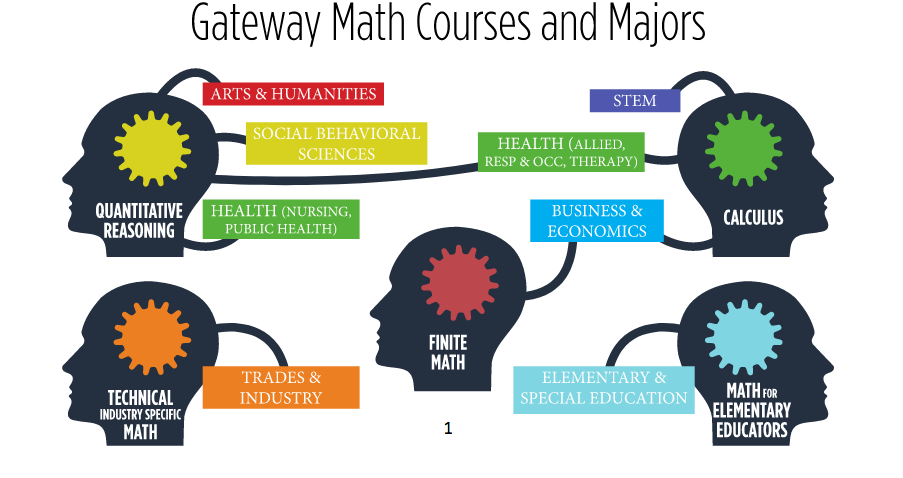 Gateway Math Courses and Majors
ARTS & HUMANITIES
STEM
SOCIAL BEHAVIORAL
SCIENCES
HEALTH (ALLIED,
RESP & OCC, THERAPY)
QUANTITATIVE
REASONING
HEALTH (NURSING,
PUBLIC HEALTH)
BUSINESS &
ECONOMICS
CALCULUS
FINITE
MATH
TRADES &
INDUSTRY
ELEMENTARY &
SPECIAL EDUCATION
TECHNICAL
INDUSTRY SPECIFIC
MATH
MATH FOR
ELEMENTARY
EDUCATORS
1